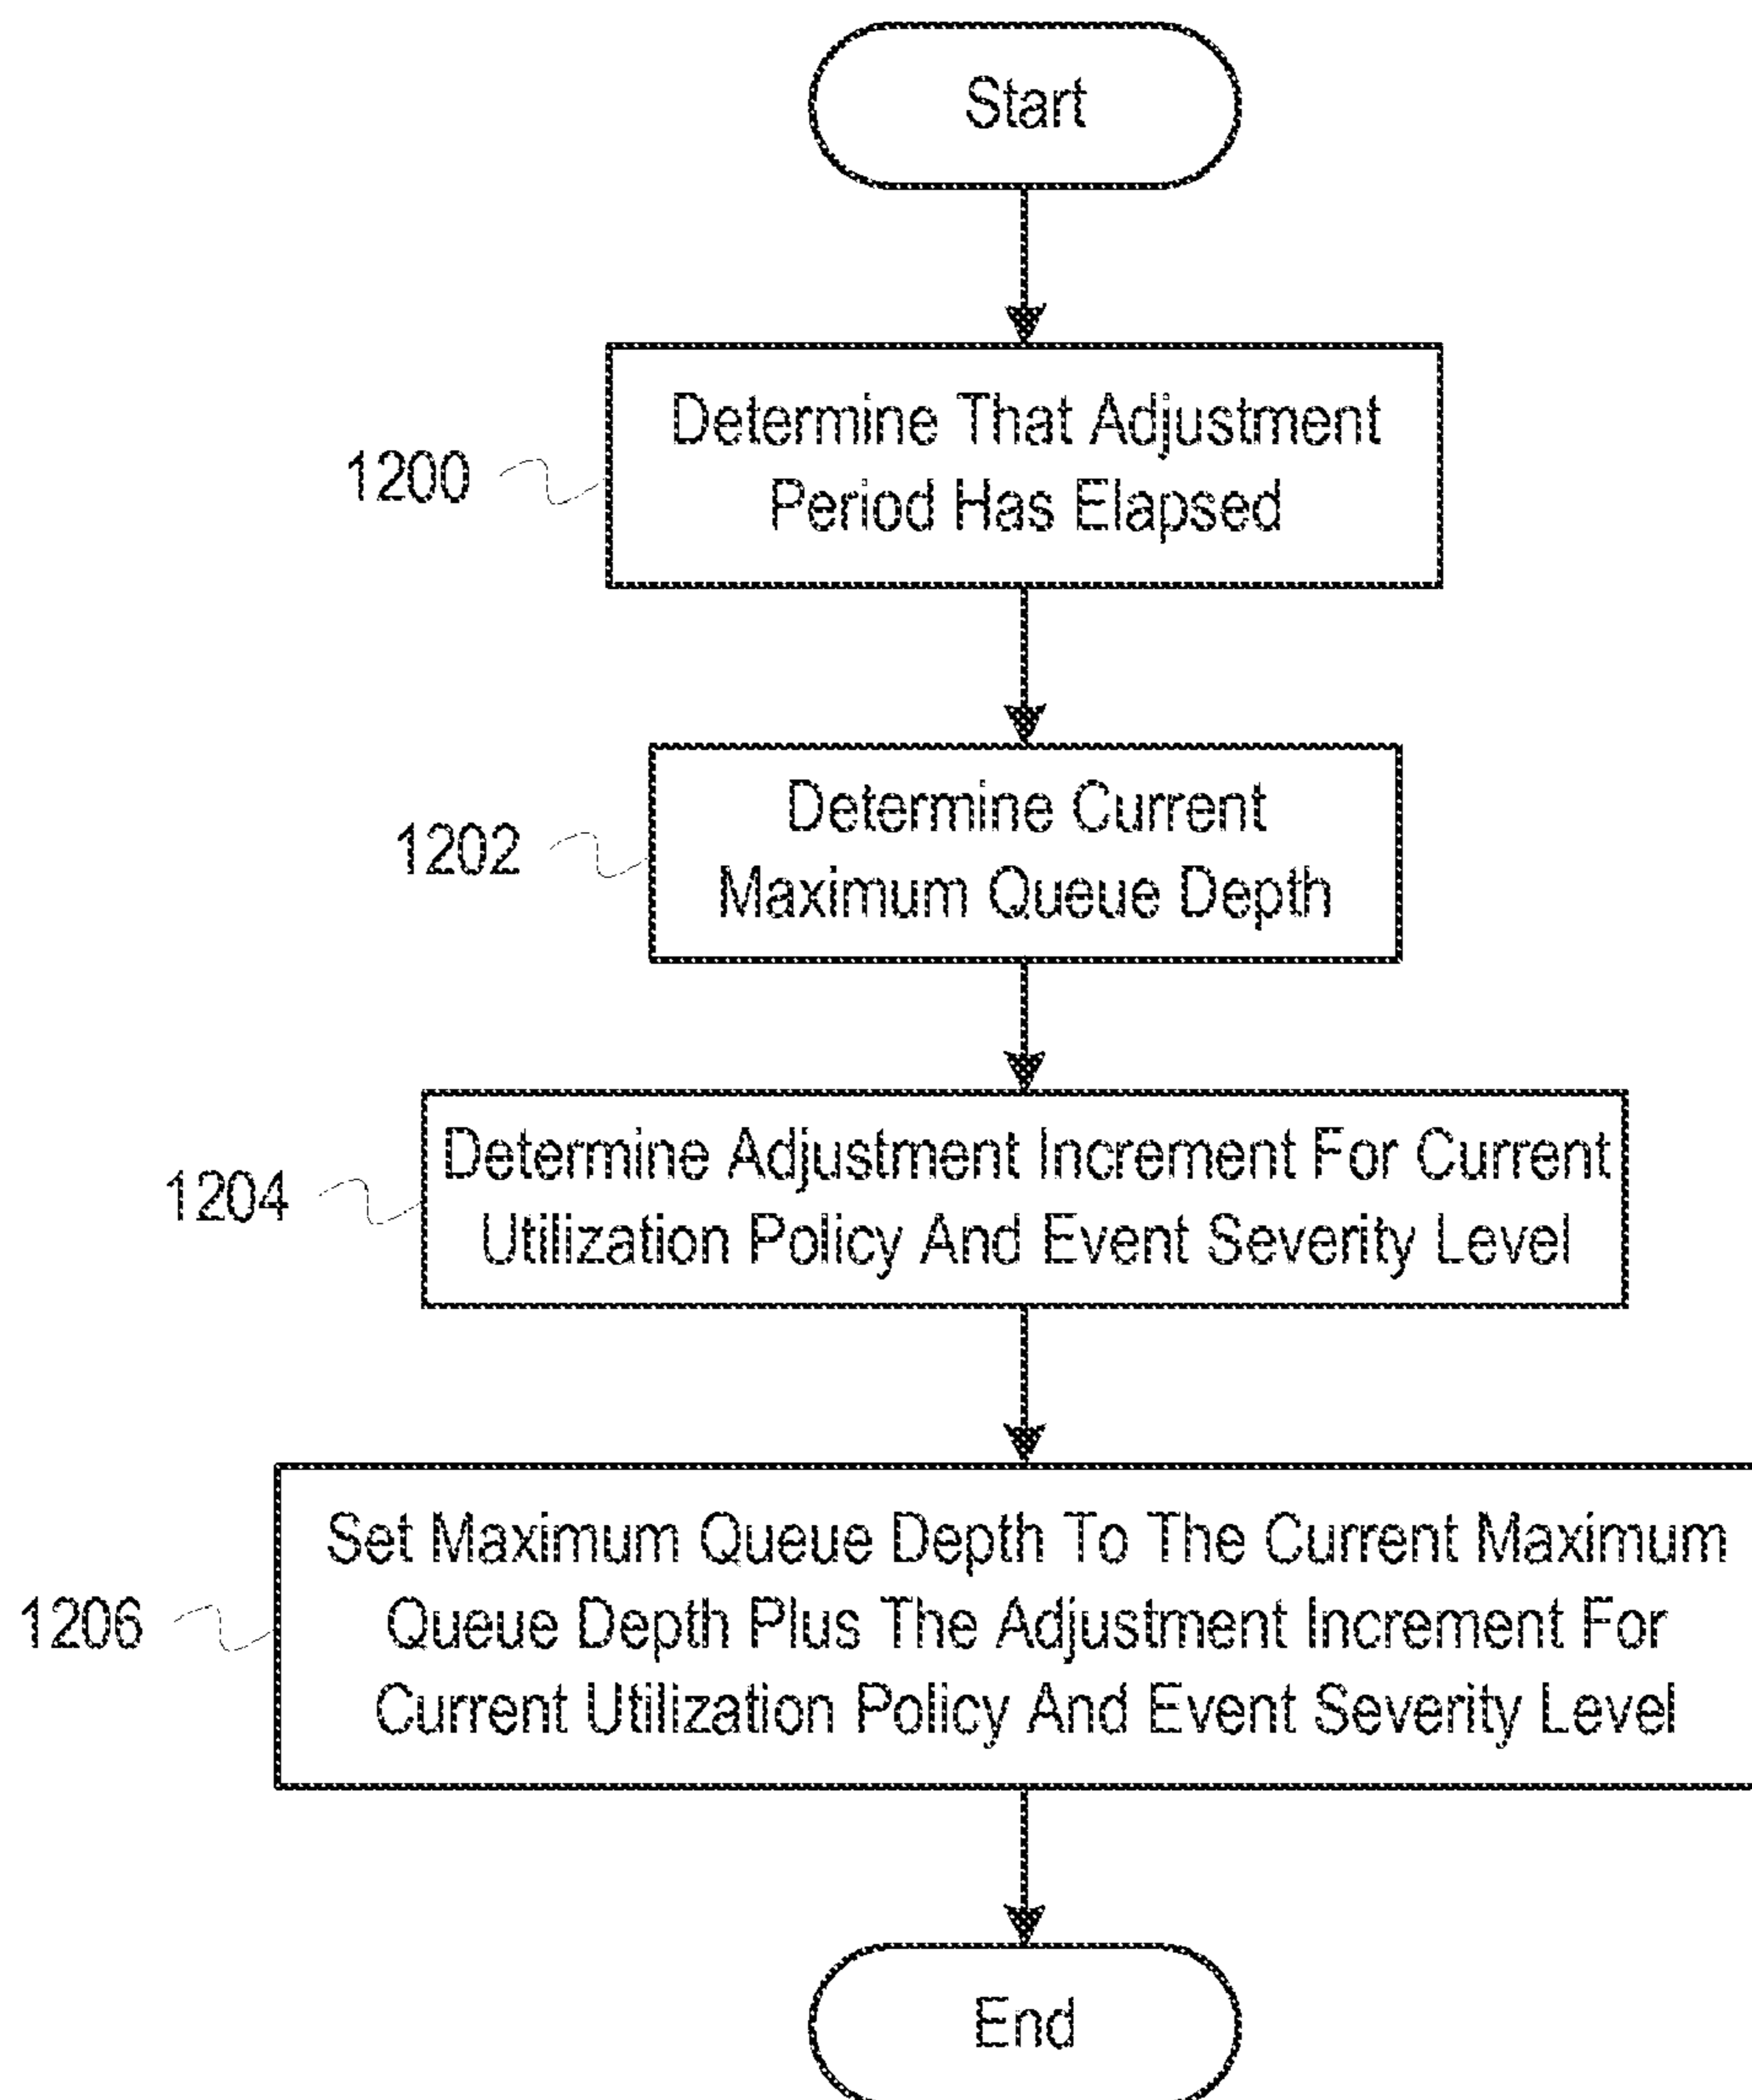 Start
Determine That Adjustment
Period Has Elapsed
1200
Determine Current
Maximum Queue Depth
1202
Determine Adjustment Increment For Current
Utilization Policy And Event Severity Level
1204
Set Maximum Queue Depth To The Current Maximum
Queue Depth Plus The Adjustment Increment For
Current Utilization Policy And Event Severity Level
1206
End